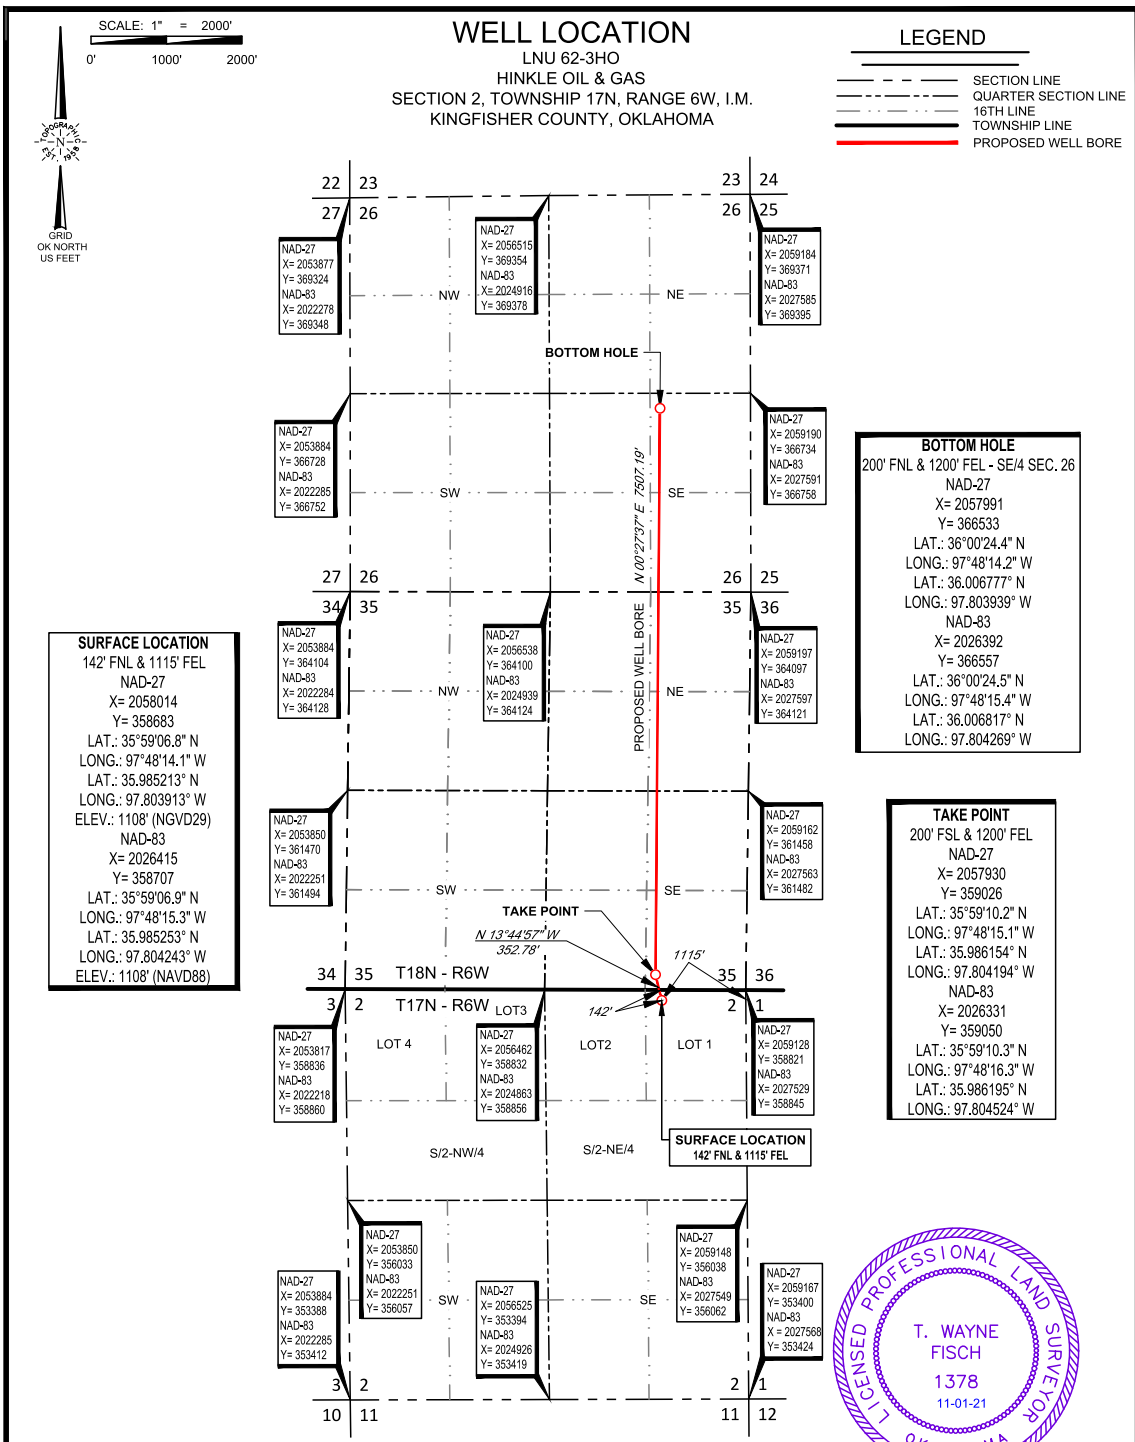 SCALE: 1" = 2000'
0' 1000' 2000'
TOPOGRAPHIC
EST. 1958
N
GRID
OK NORTH
US FEET
WELL LOCATION
LNU 62-3HO
HINKLE OIL & GAS
SECTION 2, TOWNSHIP 17N, RANGE 6W, I.M.
KINGFISHER COUNTY, OKLAHOMA
LEGEND
SECTION LINE
QUARTER SECTION LINE
16TH LINE
TOWNSHIP LINE
PROPOSED WELL BORE
22 23
27 26
23 24
26 25
NAD-27
X= 2053877
Y= 369324
NAD-83
X= 2022278
Y= 369348
NAD-27
X= 2056515
Y= 369354
NAD-83
X= 2024916
Y= 369378
NAD-27
X= 2059184
Y= 369371
NAD-83
X= 2027585
Y= 369395
NW
NE
BOTTOM HOLE
NAD-27
X= 2053884
Y= 366728
NAD-83
X= 2022285
Y= 366752
NAD-27
X= 2059190
Y= 366734
NAD-83
X= 2027591
Y= 366758
SW
SE
BOTTOM HOLE
200' FNL & 1200' FEL - SE/4 SEC. 26
NAD-27
X= 2057991
Y= 366533
LAT.: 36°00'24.4" N
LONG.: 97°48'14.2" W
LAT.: 36.006777° N
LONG.: 97.803939° W
NAD-83
X= 2026392
Y= 366557
LAT.: 36°00'24.5" N
LONG.: 97°48'15.4" W
LAT.: 36.006817° N
LONG.: 97.804269° W
PROPOSED WELL BORE N 00°27'37" E 7507.19'
27 26
34 35
26 25
35 36
NAD-27
X= 2053884
Y= 364104
NAD-83
X= 2022284
Y= 364128
NAD-27
X= 2056538
Y= 364100
NAD-83
X= 2024939
Y= 364124
NAD-27
X= 2059197
Y= 364097
NAD-83
X= 2027597
Y= 364121
NW
NE
SURFACE LOCATION
142' FNL & 1115' FEL
NAD-27
X= 2058014
Y= 358683
LAT.: 35°59'06.8" N
LONG.: 97°48'14.1" W
LAT.: 35.985213° N
LONG.: 97.803913° W
ELEV.: 1108' (NGVD29)
NAD-83
X= 2026415
Y= 358707
LAT.: 35°59'06.9" N
LONG.: 97°48'15.3" W
LAT.: 35.985253° N
LONG.: 97.804243° W
ELEV.: 1108' (NAVD88)
NAD-27
X= 2053850
Y= 361470
NAD-83
X= 2022251
Y= 361494
NAD-27
X= 2059162
Y= 361458
NAD-83
X= 2027563
Y= 361482
SW
SE
TAKE POINT
200' FSL & 1200' FEL
NAD-27
X= 2057930
Y= 359026
LAT.: 35°59'10.2" N
LONG.: 97°48'15.1" W
LAT.: 35.986154° N
LONG.: 97.804194° W
NAD-83
X= 2026331
Y= 359050
LAT.: 35°59'10.3" N
LONG.: 97°48'16.3" W
LAT.: 35.986195° N
LONG.: 97.804524° W
TAKE POINT
N 13°44'57" W
352.78'
1115'
142'
34 35 T18N - R6W 35 36
3 2 T17N - R6W 2 1
LOT3
LOT 4
LOT2
LOT 1
NAD-27
X= 2053817
Y= 358836
NAD-83
X= 2022218
Y= 358860
NAD-27
X= 2056462
Y= 358832
NAD-83
X= 2024863
Y= 358856
NAD-27
X= 2059128
Y= 358821
NAD-83
X= 2027529
Y= 358845
SURFACE LOCATION
142' FNL & 1115' FEL
S/2-NW/4
S/2-NE/4
NAD-27
X= 2053850
Y= 356033
NAD-83
X= 2022251
Y= 356057
NAD-27
X= 2059148
Y= 356038
NAD-83
X= 2027549
Y= 356062
NAD-27
X= 2053884
Y= 353388
NAD-83
X= 2022285
Y= 353412
NAD-27
X= 2056525
Y= 353394
NAD-83
X= 2024926
Y= 353419
NAD-27
X= 2059167
Y= 353400
NAD-83
X = 2027568
Y= 353424
SW
SE
3 2
10 11
2 1
11 12
LICENSED PROFESSIONAL LAND SURVEYOR
T. WAYNE
FISCH
1378
11-01-21